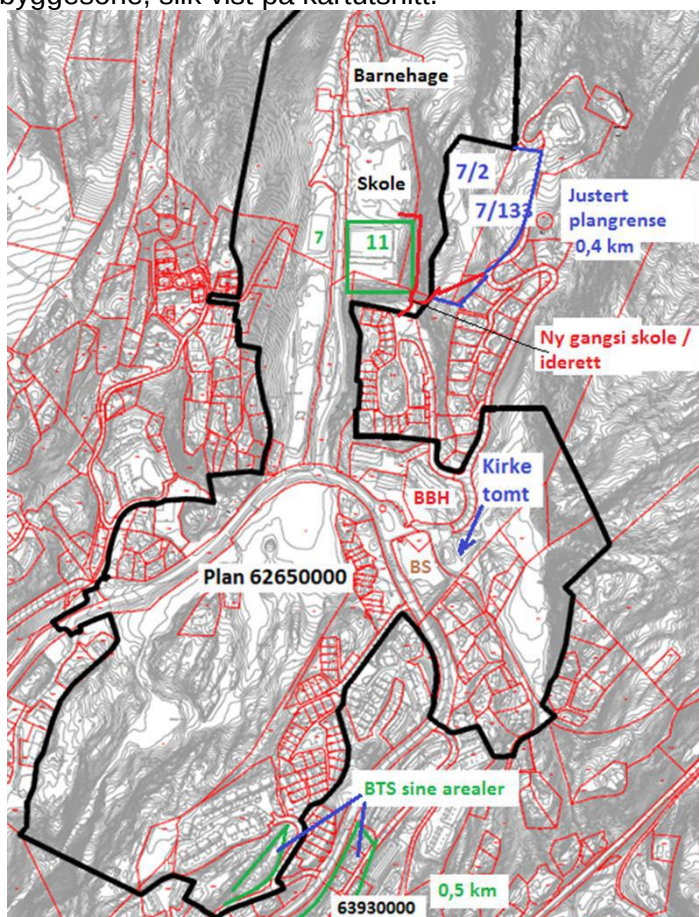 byggesone, slik vist på kartutsnitt.
Barnehage
7/2
Skole
7/133
Justert
plangrense
0,4 km
7
11
Ny gangsi skole /
iderett
Kirke
tomt
BBH
BS
Plan 62650000
BTS sine arealer
0,5 km
63930000